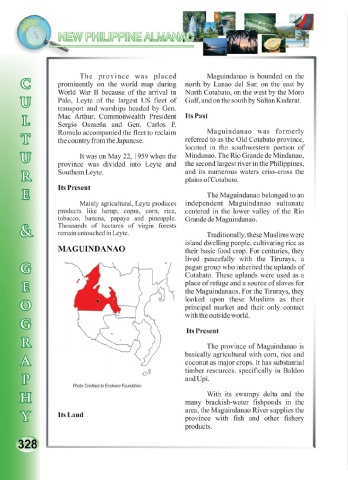 NEW PHILIPPINE ALMANAC
CULTURE & GEOGRAPHY
The province was placed
prominently on the world map during
World War II because of the arrival in
Palo, Leyte of the largest US fleet of
transport and warships headed by Gen.
Mac Arthur. Commonwealth President
Sergio Osmeña and Gen. Carlos P.
Romulo accompanied the fleet to reclaim
the country from the Japanese.
It was on May 22, 1959 when the
province was divided into Leyte and
Southern Leyte.
Its Present
Mainly agricultural, Leyte produces
products like hemp, copra, corn, rice,
tobacco, banana, papaya and pineapple.
Thousands of hectares of virgin forests
remain untouched in Leyte.
MAGUINDANAO
Photo Credited to Enchoro Foundation
Its Land
Maguindanao is bounded on the
north by Lanao del Sur, on the east by
North Cotabato, on the west by the Moro
Gulf, and on the south by Sultan Kudarat.
Its Past
Maguindanao was formerly
referred to as the Old Cotabato province,
located in the southwestern portion of
Mindanao. The Rio Grande de Mindanao,
the second largest river in the Philippines,
and its numerous waters criss-cross the
plains of Cotabato.
The Maguindanao belonged to an
independent Maguindanao sultanate
centered in the lower valley of the Rio
Grande de Maguindanao.
Traditionally, these Muslims were
island dwelling people, cultivating rice as
their basic food crop. For centuries, they
lived peacefully with the Tirurays, a
pagan group who inherited the uplands of
Cotabato. These uplands were used as a
place of refuge and a source of slaves for
the Maguindanaos. For the Tirurays, they
looked upon these Muslims as their
principal market and their only contact
with the outside world.
Its Present
The province of Maguindanao is
basically agricultural with corn, rice and
coconut as major crops. It has substantial
timber resources, specifically in Baldon
and Upi.
With its swampy delta and the
many brackish-water fishponds in the
area, the Maguindanao River supplies the
province with fish and other fishery
products.
328